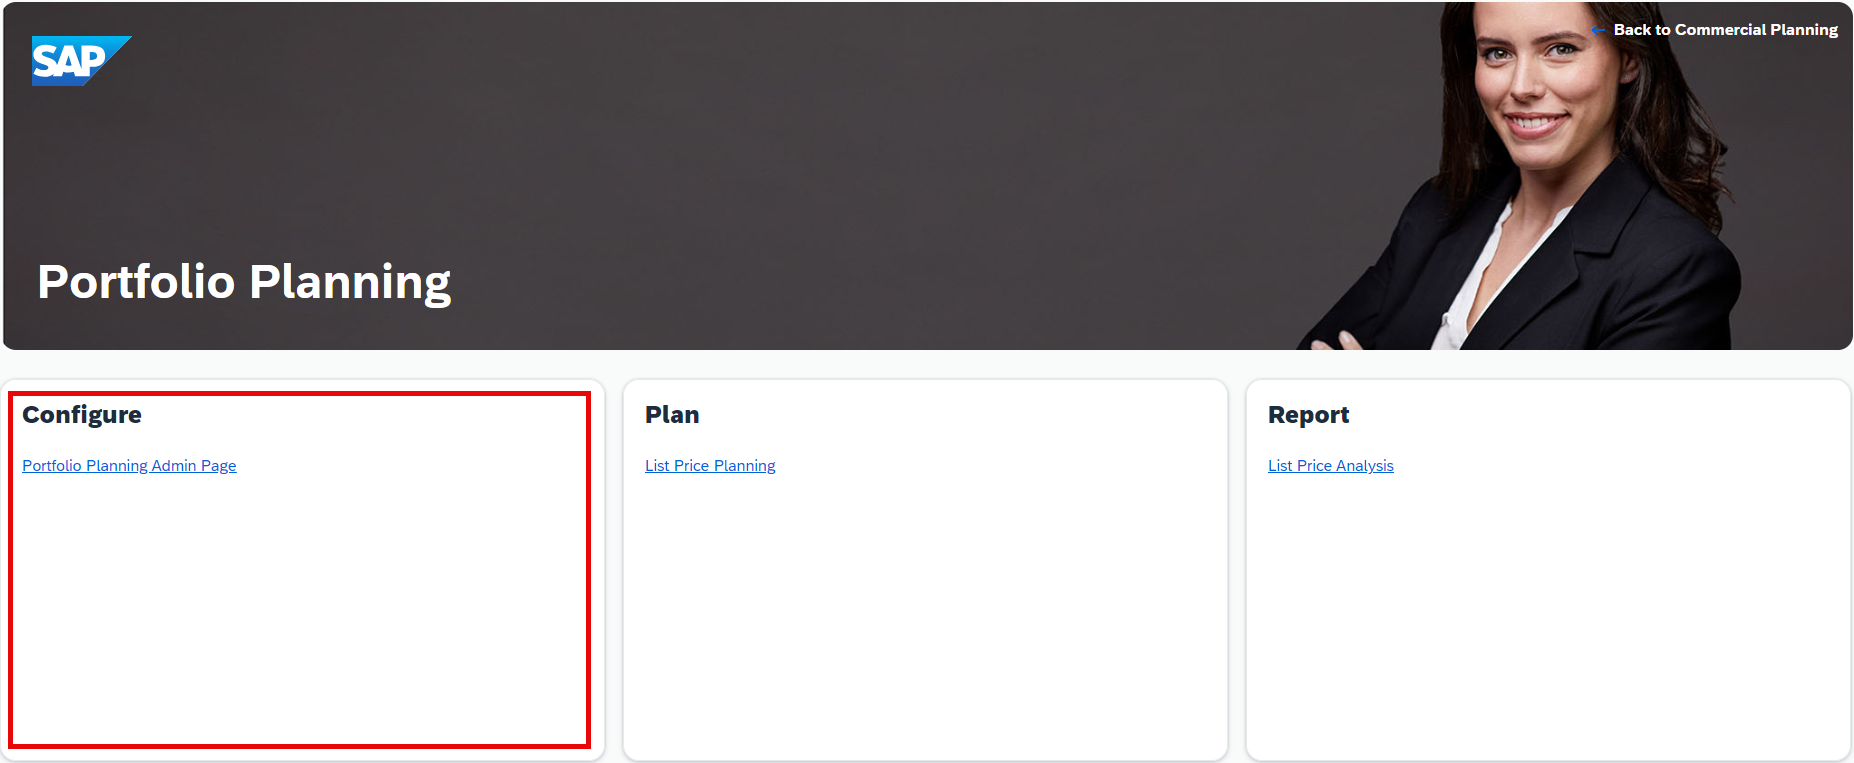 SAP
← Back to Commercial Planning
Portfolio Planning
Configure
Portfolio Planning Admin Page
Plan
List Price Planning
Report
List Price Analysis